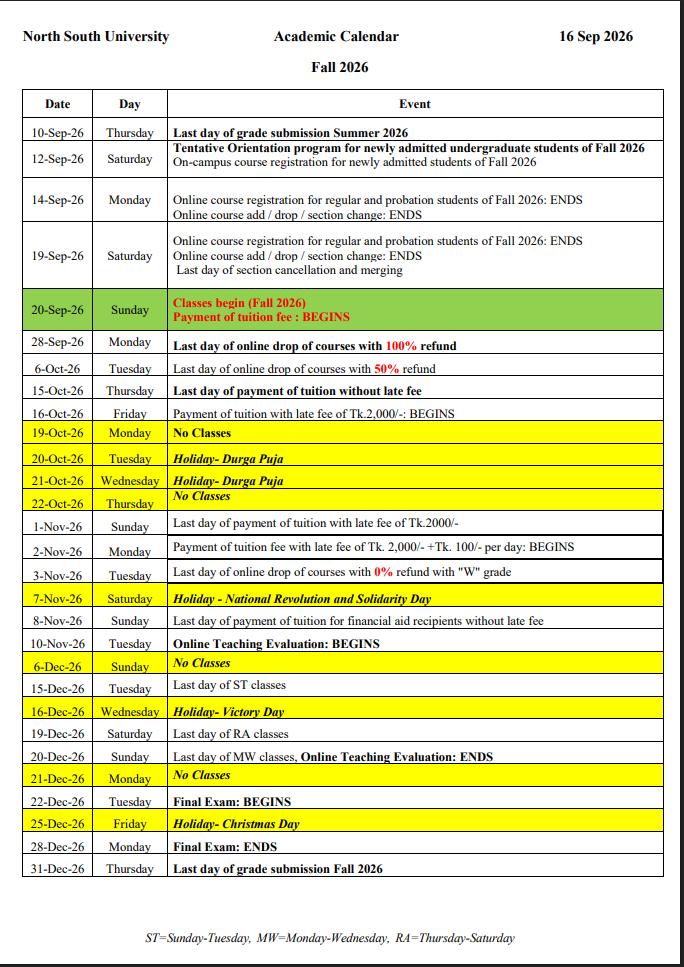 North South University Academic Calendar 16 Sep 2026
Fall 2026
Date Day Event
10-Sep-26 Thursday Last day of grade submission Summer 2026
12-Sep-26 Saturday Tentative Orientation program for newly admitted undergraduate students of Fall 2026
On-campus course registration for newly admitted students of Fall 2026
14-Sep-26 Monday Online course registration for regular and probation students of Fall 2026: ENDS
Online course add / drop / section change: ENDS
19-Sep-26 Saturday Online course registration for regular and probation students of Fall 2026: ENDS
Online course add / drop / section change: ENDS
Last day of section cancellation and merging
20-Sep-26 Sunday Classes begin (Fall 2026)
Payment of tuition fee : BEGINS
28-Sep-26 Monday Last day of online drop of courses with 100% refund
6-Oct-26 Tuesday Last day of online drop of courses with 50% refund
15-Oct-26 Thursday Last day of payment of tuition without late fee
16-Oct-26 Friday Payment of tuition with late fee of Tk.2,000/-: BEGINS
19-Oct-26 Monday No Classes
20-Oct-26 Tuesday Holiday- Durga Puja
21-Oct-26 Wednesday Holiday- Durga Puja
22-Oct-26 Thursday No Classes
1-Nov-26 Sunday Last day of payment of tuition with late fee of Tk.2000/-
2-Nov-26 Monday Payment of tuition fee with late fee of Tk. 2,000/- +Tk. 100/- per day: BEGINS
3-Nov-26 Tuesday Last day of online drop of courses with 0% refund with "W" grade
7-Nov-26 Saturday Holiday - National Revolution and Solidarity Day
8-Nov-26 Sunday Last day of payment of tuition for financial aid recipients without late fee
10-Nov-26 Tuesday Online Teaching Evaluation: BEGINS
6-Dec-26 Sunday No Classes
15-Dec-26 Tuesday Last day of ST classes
16-Dec-26 Wednesday Holiday- Victory Day
19-Dec-26 Saturday Last day of RA classes
20-Dec-26 Sunday Last day of MW classes, Online Teaching Evaluation: ENDS
21-Dec-26 Monday No Classes
22-Dec-26 Tuesday Final Exam: BEGINS
25-Dec-26 Friday Holiday- Christmas Day
28-Dec-26 Monday Final Exam: ENDS
31-Dec-26 Thursday Last day of grade submission Fall 2026
ST=Sunday-Tuesday, MW=Monday-Wednesday, RA=Thursday-Saturday